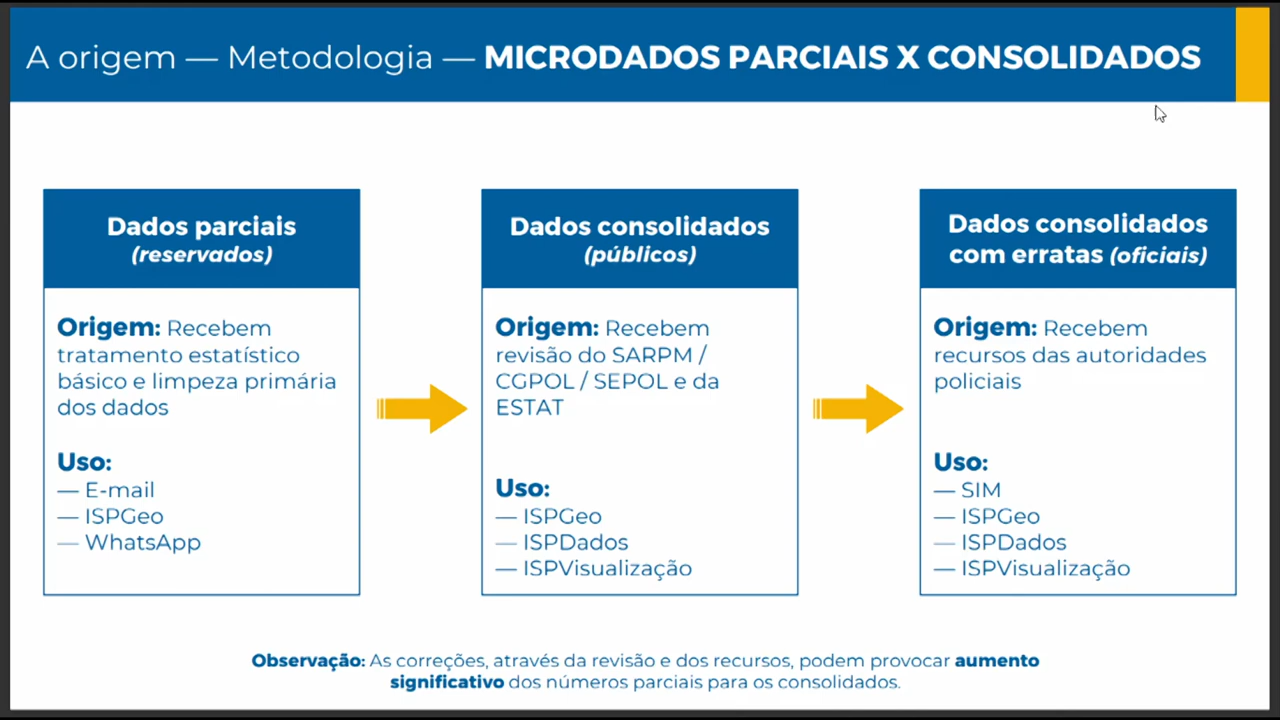 A origem — Metodologia — MICRODADOS PARCIAIS X CONSOLIDADOS
Dados parciais
(reservados)
Origem: Recebem
tratamento estatístico
básico e limpeza primária
dos dados
Uso:
— E-mail
— ISPGeo
— WhatsApp
Dados consolidados
(públicos)
Origem: Recebem
revisão do SARPM /
CGPOL / SEPOL e da
ESTAT
Uso:
— ISPGeo
— ISPDados
— ISPVisualização
Dados consolidados
com erratas (oficiais)
Origem: Recebem
recursos das autoridades
policiais
Uso:
— SIM
— ISPGeo
— ISPDados
— ISPVisualização
Observação: As correções, através da revisão e dos recursos, podem provocar aumento
significativo dos números parciais para os consolidados.